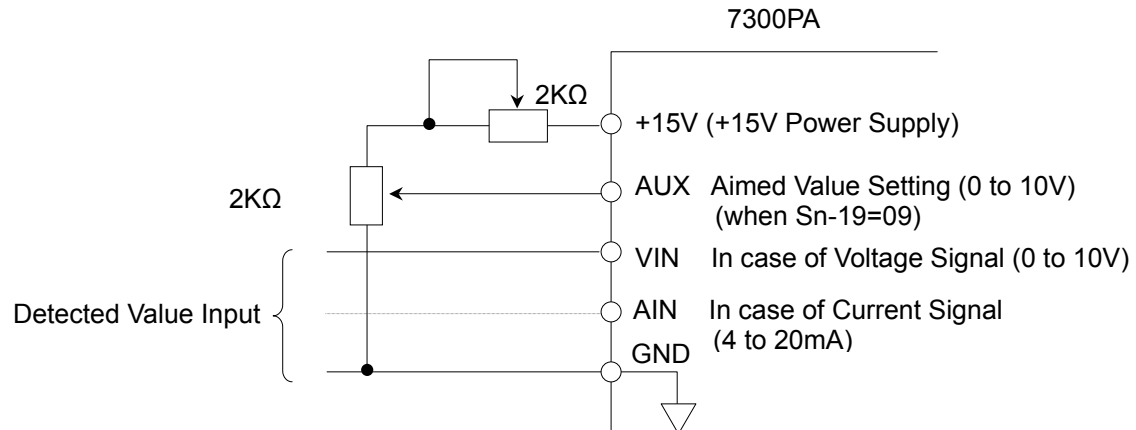 7300PA
2KΩ
+15V (+15V Power Supply)
2KΩ
AUX Aimed Value Setting (0 to 10V)
(when Sn-19=09)
VIN In case of Voltage Signal (0 to 10V)
Detected Value Input
AIN In case of Current Signal
(4 to 20mA)
GND